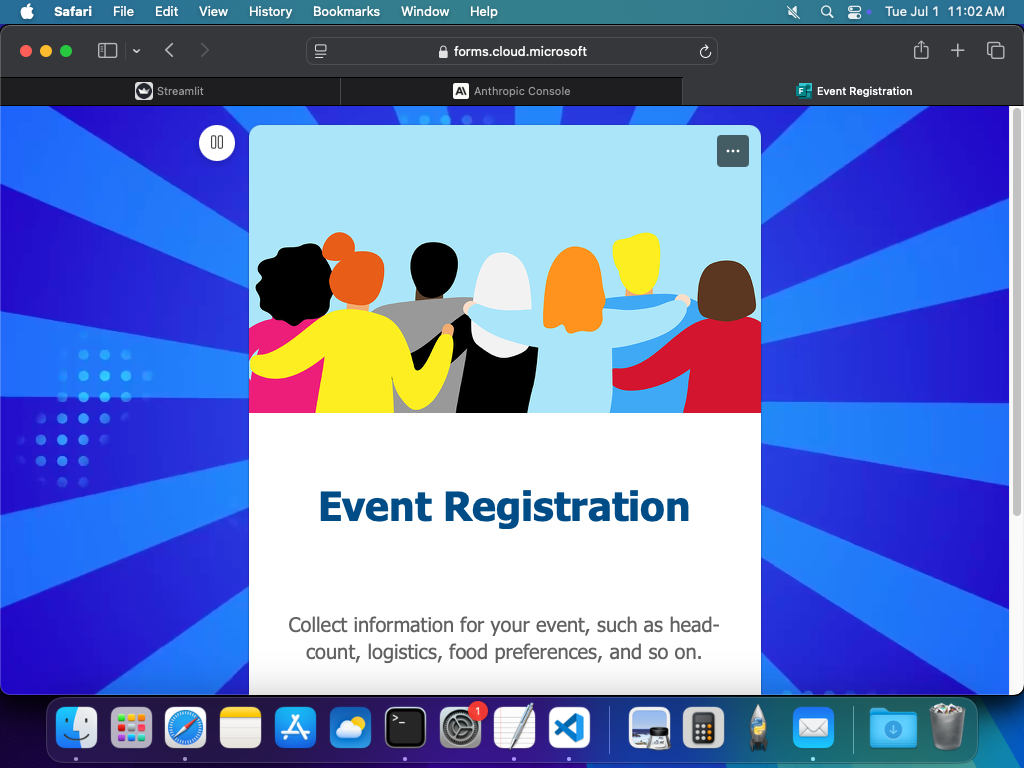 Safari File Edit View History Bookmarks Window Help Tue Jul 1 11:02 AM
forms.cloud.microsoft
Streamlit Anthropic Console Event Registration
Event Registration
Collect information for your event, such as head-
count, logistics, food preferences, and so on.
1